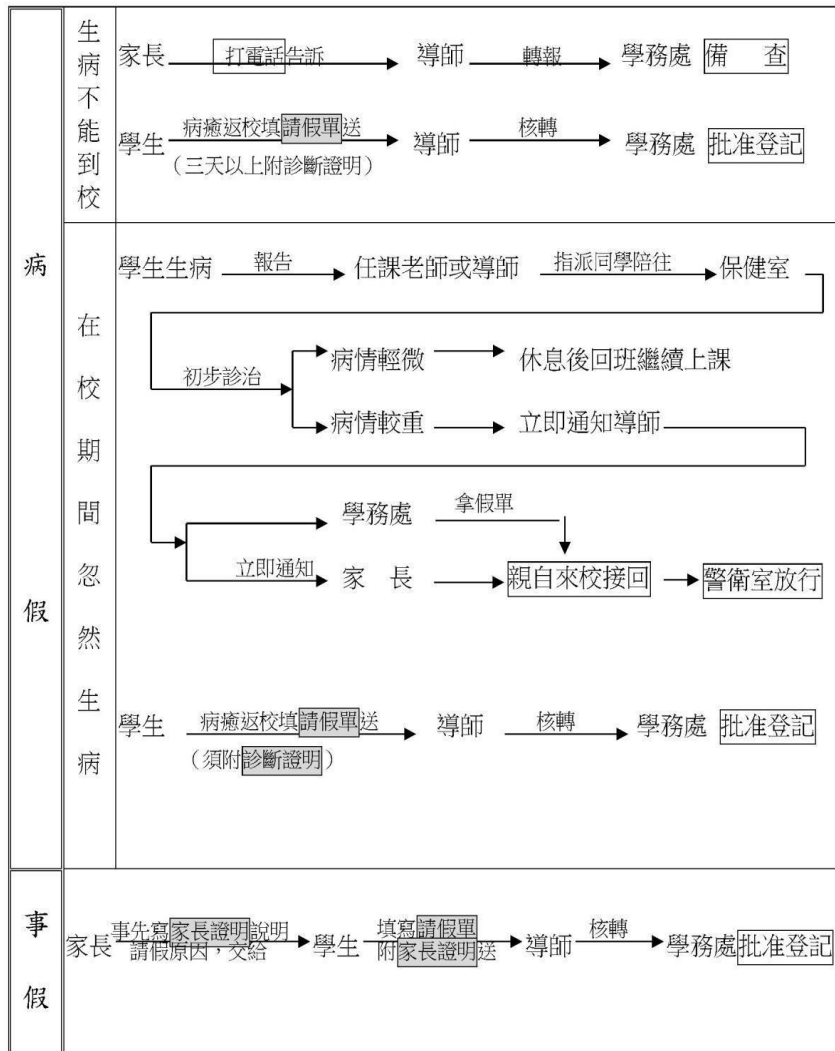 病假
生病不能到校
家長 打電話告訴 導師 轉報 學務處 備 查
學生 病癒返校填請假單送 導師 核轉 學務處 批准登記
（三天以上附診斷證明）
在校期間忽然生病
學生生病 報告 任課老師或導師 指派同學陪往 保健室
初步診治
病情輕微 休息後回班繼續上課
病情較重 立即通知導師
學務處 拿假單
立即通知 家 長 親自來校接回 警衛室放行
學生 病癒返校填請假單送 導師 核轉 學務處 批准登記
（須附診斷證明）
事假
家長 事先寫家長證明說明 學生 填寫請假單 導師 核轉 學務處 批准登記
請假原因，交給 附家長證明送